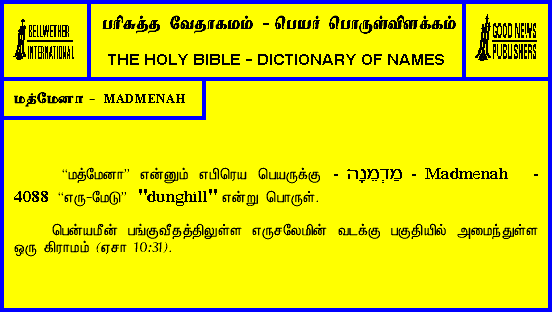 BELLWETHER
INTERNATIONAL
பரிசுத்த வேதாகமம் - பெயர் பொருள்விளக்கம்
THE HOLY BIBLE - DICTIONARY OF NAMES
GOOD NEWS
PUBLISHERS
மத்மேனா - MADMENAH
“மத்மேனா” என்னும் எபிரெய பெயருக்கு - מַדְמֵנָה - Madmenah -
4088 “எரு-மேடு” "dunghill" என்று பொருள்.
பென்யமீன் பங்குவீதத்திலுள்ள எருசலேமின் வடக்கு பகுதியில் அமைந்துள்ள
ஒரு கிராமம் (ஏசா 10:31).